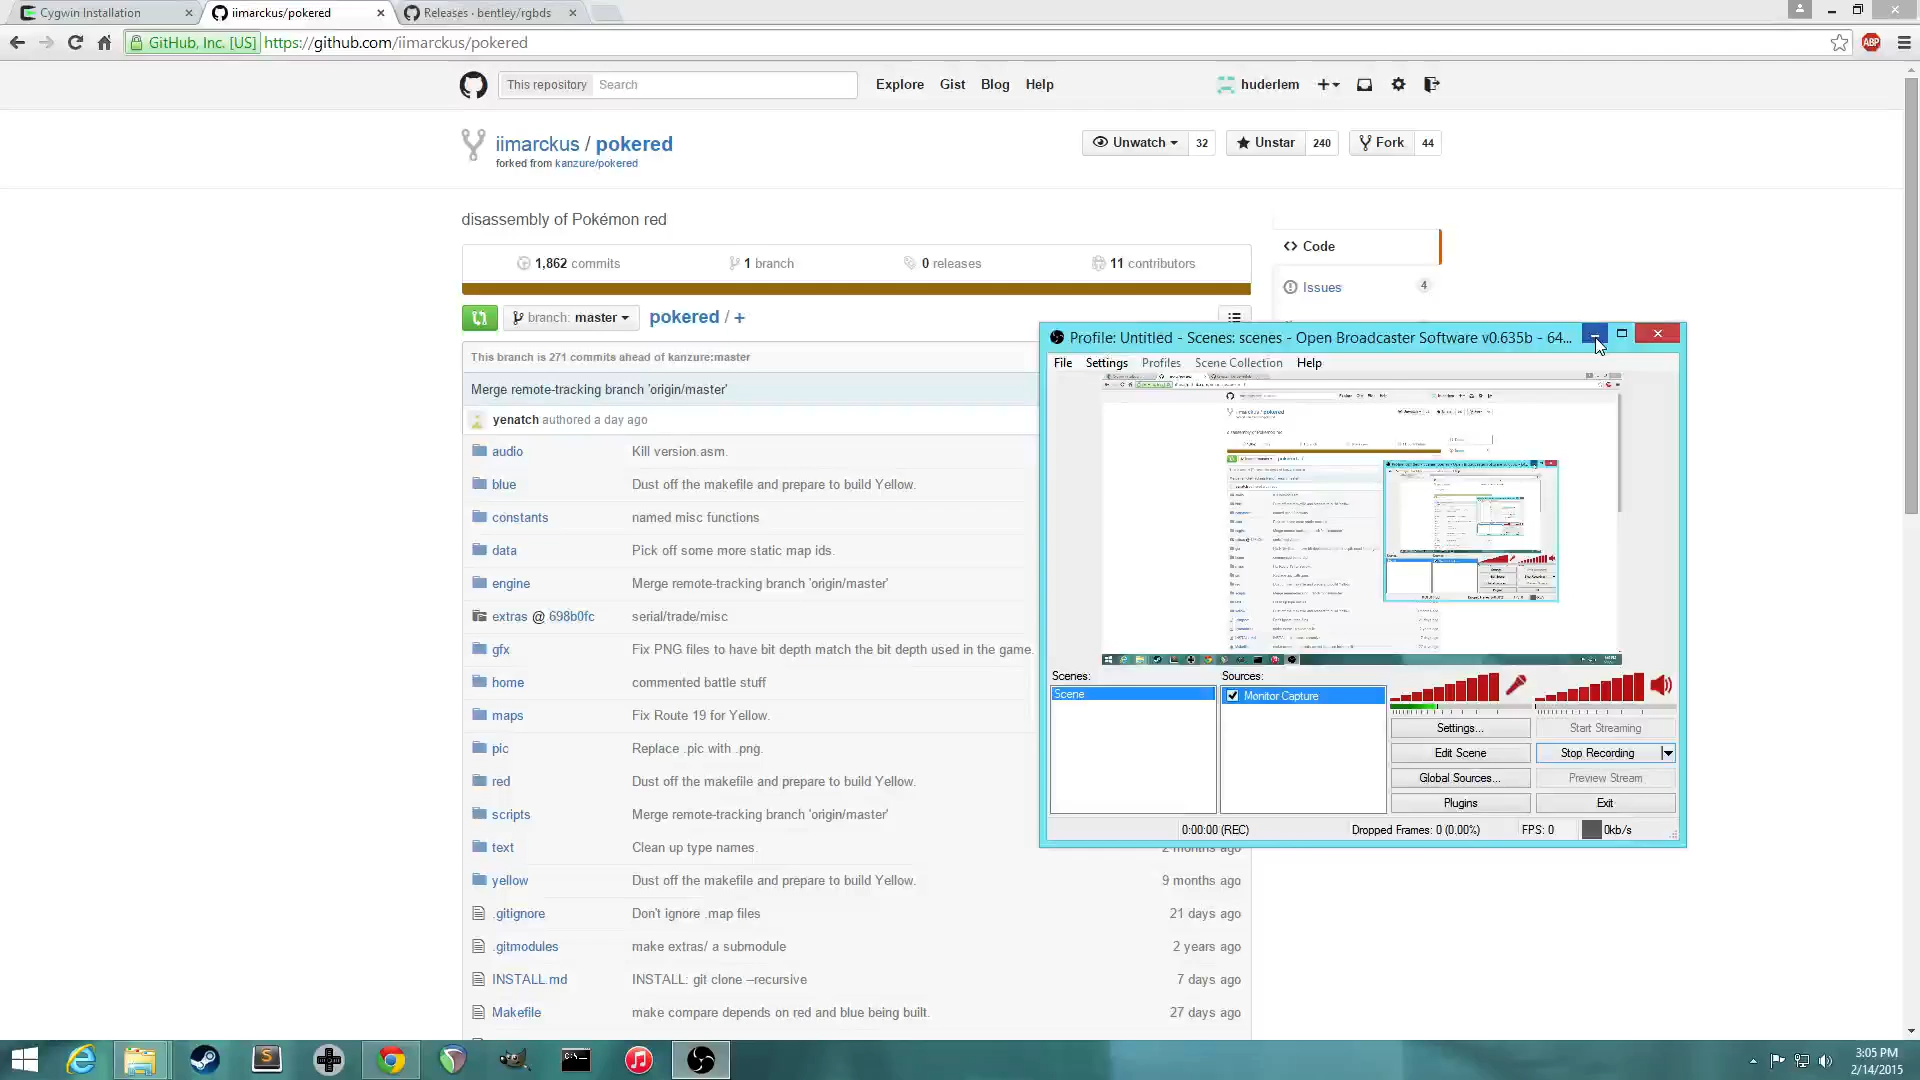 Cygwin Installation
iimarckus/pokered
Releases · bentley/rgbds
GitHub, Inc. [US] https://github.com/iimarckus/pokered
ABP
This repository Search
Explore Gist Blog Help
huderlem
iimarckus / pokered
forked from kanzure/pokered
Unwatch 32
Unstar 240
Fork 44
disassembly of Pokémon red
1,862 commits
1 branch
0 releases
11 contributors
Code
Issues 4
branch: master
pokered / +
This branch is 271 commits ahead of kanzure:master
Merge remote-tracking branch 'origin/master'
yenatch authored a day ago
audio Kill version.asm.
blue Dust off the makefile and prepare to build Yellow.
constants named misc functions
data Pick off some more static map ids.
engine Merge remote-tracking branch 'origin/master'
extras @ 698b0fc serial/trade/misc
gfx Fix PNG files to have bit depth match the bit depth used in the game.
home commented battle stuff
maps Fix Route 19 for Yellow.
pic Replace .pic with .png.
red Dust off the makefile and prepare to build Yellow.
scripts Merge remote-tracking branch 'origin/master'
text Clean up type names. 2 months ago
yellow Dust off the makefile and prepare to build Yellow. 9 months ago
.gitignore Don't ignore .map files 21 days ago
.gitmodules make extras/ a submodule 2 years ago
INSTALL.md INSTALL: git clone --recursive 7 days ago
Makefile make compare depends on red and blue being built. 27 days ago
Profile: Untitled - Scenes: scenes - Open Broadcaster Software v0.635b - 64...
File Settings Profiles Scene Collection Help
Scenes:
Scene
Sources:
Monitor Capture
Settings... Start Streaming
Edit Scene Stop Recording
Global Sources... Preview Stream
Plugins Exit
0:00:00 (REC) Dropped Frames: 0 (0.00%) FPS: 0 0kb/s
3:05 PM
2/14/2015